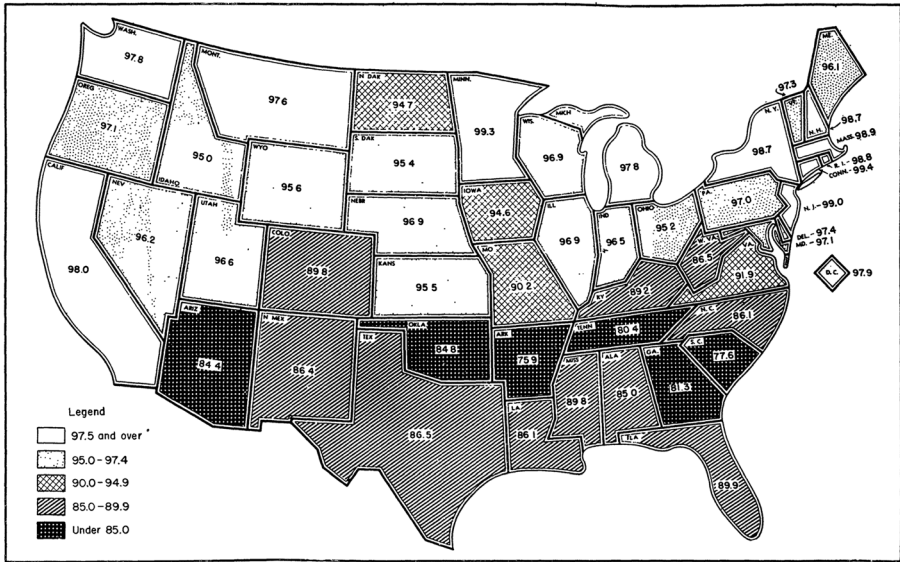 WASH.
97.8
MONT.
97.6
N. DAK
94.7
MINN.
99.3
ME.
96.1
OREG
97.1
IDAHO
95.0
WYO
95.6
S. DAK
95.4
WIS.
96.9
MICH
97.8
N.Y.
98.7
VT.
97.3
N.H.
98.7
MASS. 98.9
R. I.- 98.8
CONN.- 99.4
CALIF
98.0
NEV
96.2
UTAH
96.6
COLO
89.8
NEBR
96.9
KANS
95.5
IOWA
94.6
MO.
90.2
ILL
96.9
IND
96.5
OHIO
95.2
PA.
97.0
N. J.- 99.0
DEL.- 97.4
MD. - 97.1
W. VA.
86.5
VA.
91.9
D.C.
97.9
KY.
89.2
ARIZ
84.4
N. MEX
86.4
TEX
86.5
OKLA.
84.8
ARK
75.9
TENN.
80.4
N. C.
86.1
S.C.
77.6
MISS
89.8
ALA.
85.0
GA.
81.3
LA.
86.1
FLA.
89.9
Legend
97.5 and over *
95.0-97.4
90.0-94.9
85.0-89.9
Under 85.0